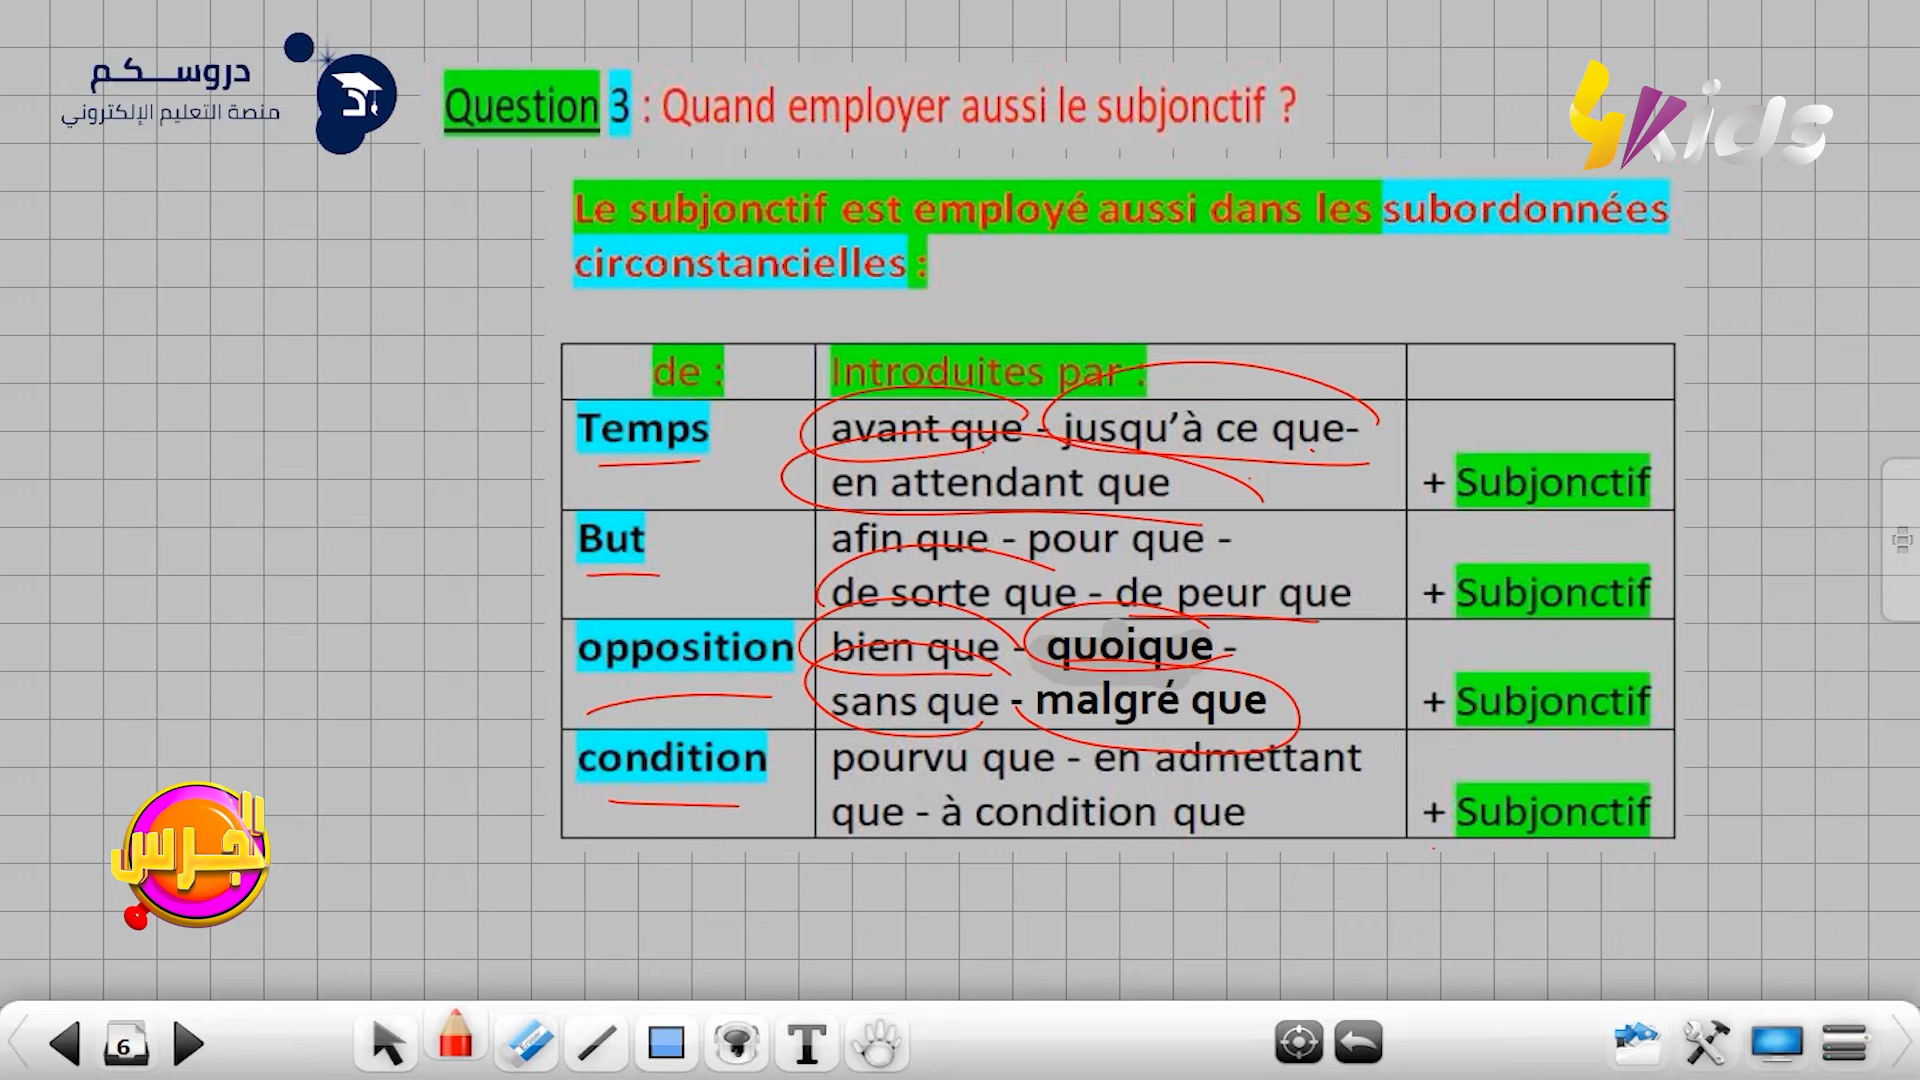 دروســـكـم
منصة التعليم الإلكتروني
Question 3 : Quand employer aussi le subjonctif ?
4Kids
Le subjonctif est employé aussi dans les subordonnées
circonstancielles :
de :
Introduites par :
Temps
avant que - jusqu’à ce que-
en attendant que
+ Subjonctif
But
afin que - pour que -
de sorte que - de peur que
+ Subjonctif
opposition
bien que - quoique -
sans que - malgré que
+ Subjonctif
condition
pourvu que - en admettant
que - à condition que
+ Subjonctif
الجرس
6
T